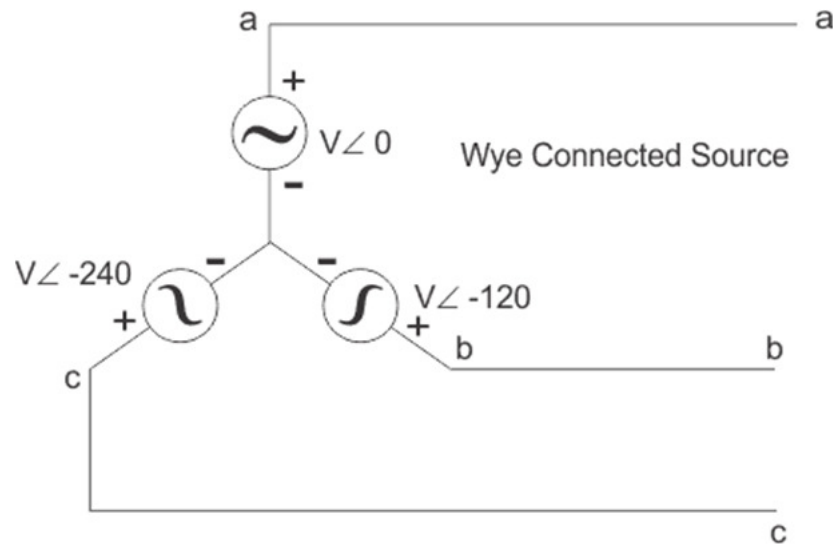 a a
+
V∠ 0
Wye Connected Source
-
V∠ -240 - - V∠ -120
+ +
b b
c
c